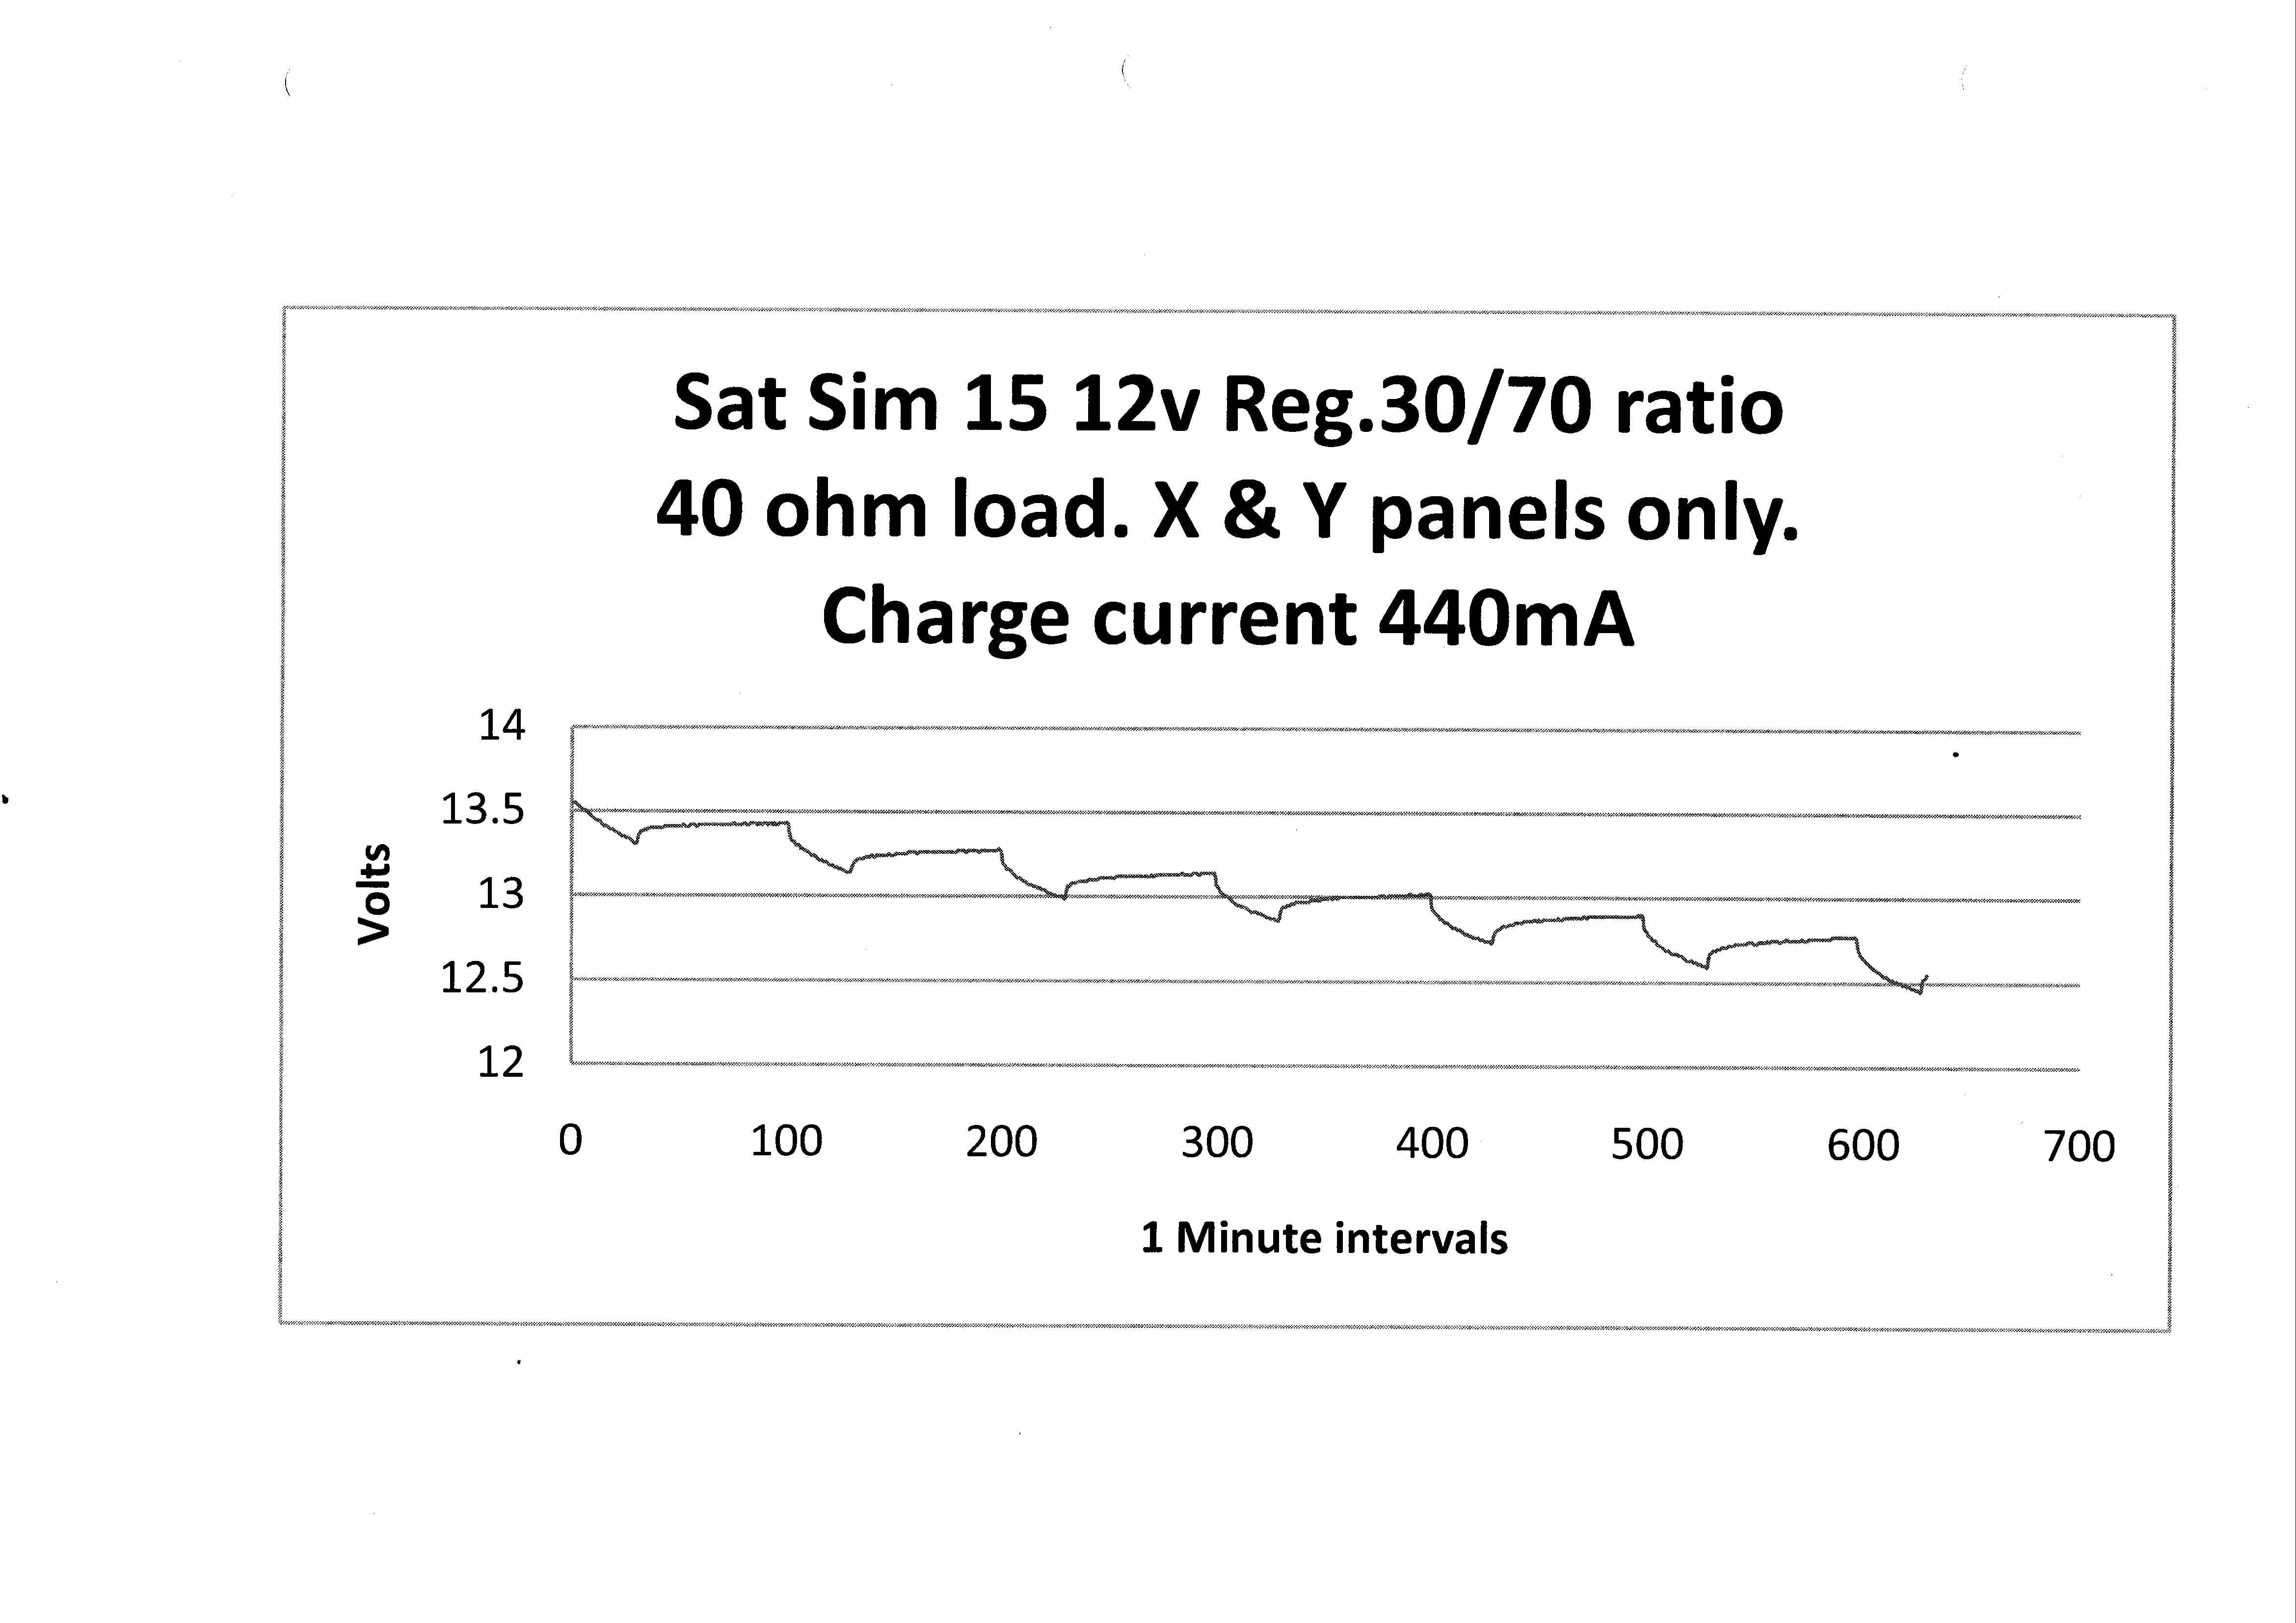 Sat Sim 15 12v Reg.30/70 ratio
40 ohm load. X & Y panels only.
Charge current 440mA
14
13.5
13
12.5
12
Volts
0 100 200 300 400 500 600 700
1 Minute intervals